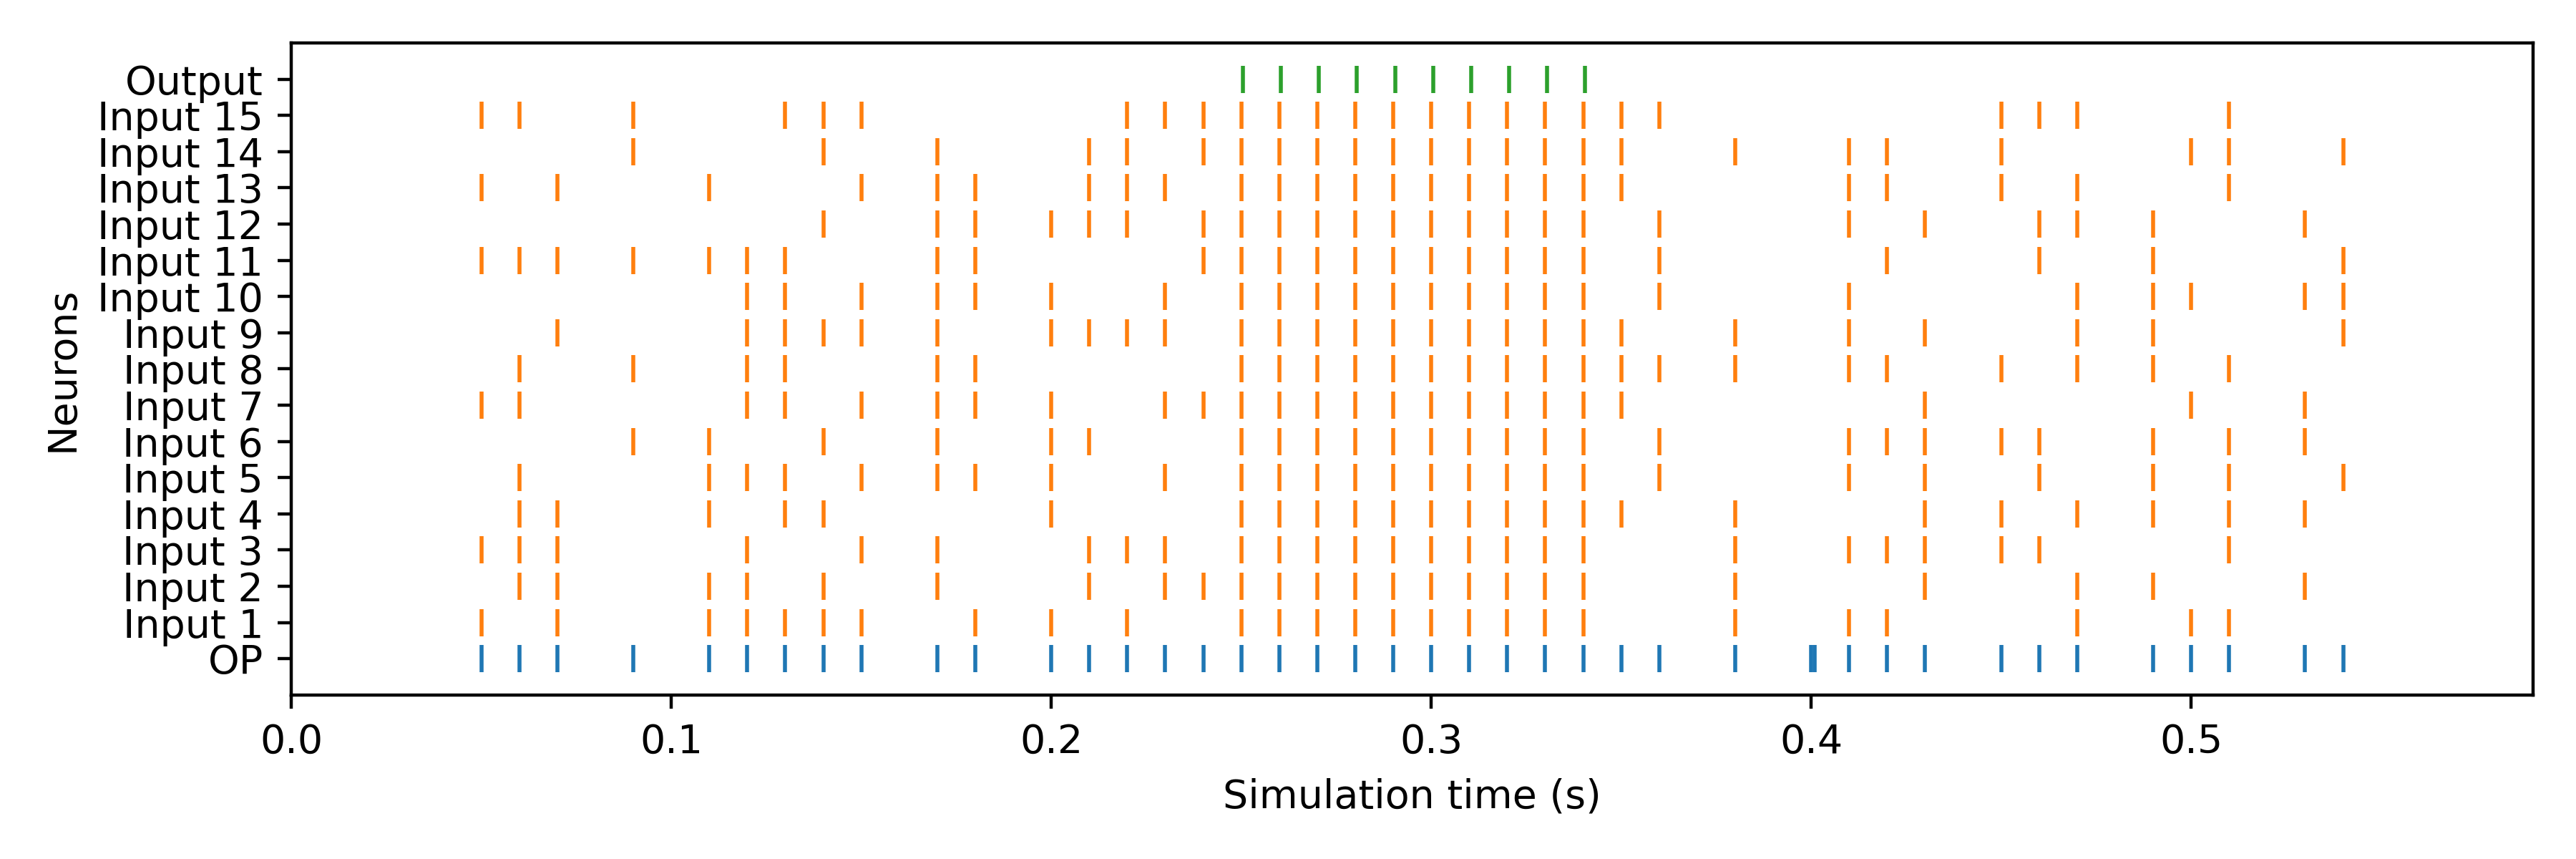 Output
Input 15
Input 14
Input 13
Input 12
Input 11
Input 10
Input 9
Input 8
Input 7
Input 6
Input 5
Input 4
Input 3
Input 2
Input 1
OP
Neurons
0.0 0.1 0.2 0.3 0.4 0.5
Simulation time (s)